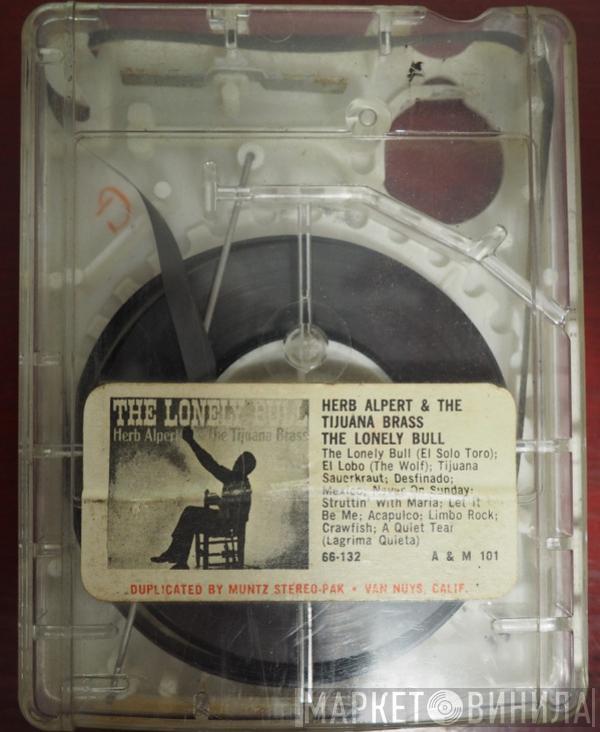 G
THE LONELY BULL
Herb Alpert & the Tijuana Brass
HERB ALPERT & THE
TIJUANA BRASS
THE LONELY BULL
The Lonely Bull (El Solo Toro);
El Lobo (The Wolf); Tijuana
Sauerkraut; Desfinado;
Mexico; Never On Sunday;
Struttin' With Maria; Let It
Be Me; Acapulco; Limbo Rock;
Crawfish; A Quiet Tear
(Lagrima Quieta)
66-132 A & M 101
DUPLICATED BY MUNTZ STEREO-PAK • VAN NUYS, CALIF.
МАРКЕТ ВИНИЛА